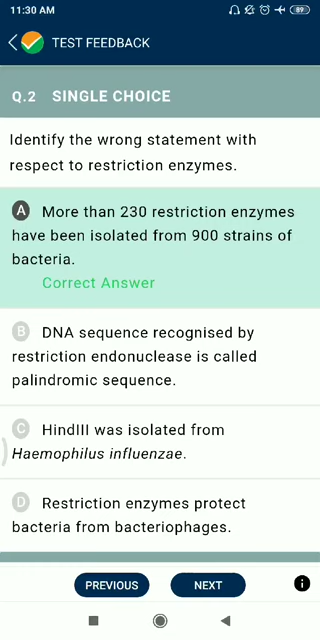 11:30 AM
89
TEST FEEDBACK
Q.2 SINGLE CHOICE
Identify the wrong statement with
respect to restriction enzymes.
A More than 230 restriction enzymes
have been isolated from 900 strains of
bacteria.
Correct Answer
B DNA sequence recognised by
restriction endonuclease is called
palindromic sequence.
C HindIII was isolated from
Haemophilus influenzae.
D Restriction enzymes protect
bacteria from bacteriophages.
PREVIOUS NEXT